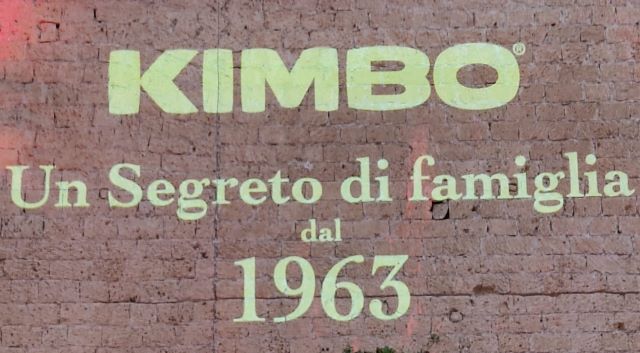 KIMBO®
Un Segreto di famiglia
dal
1963